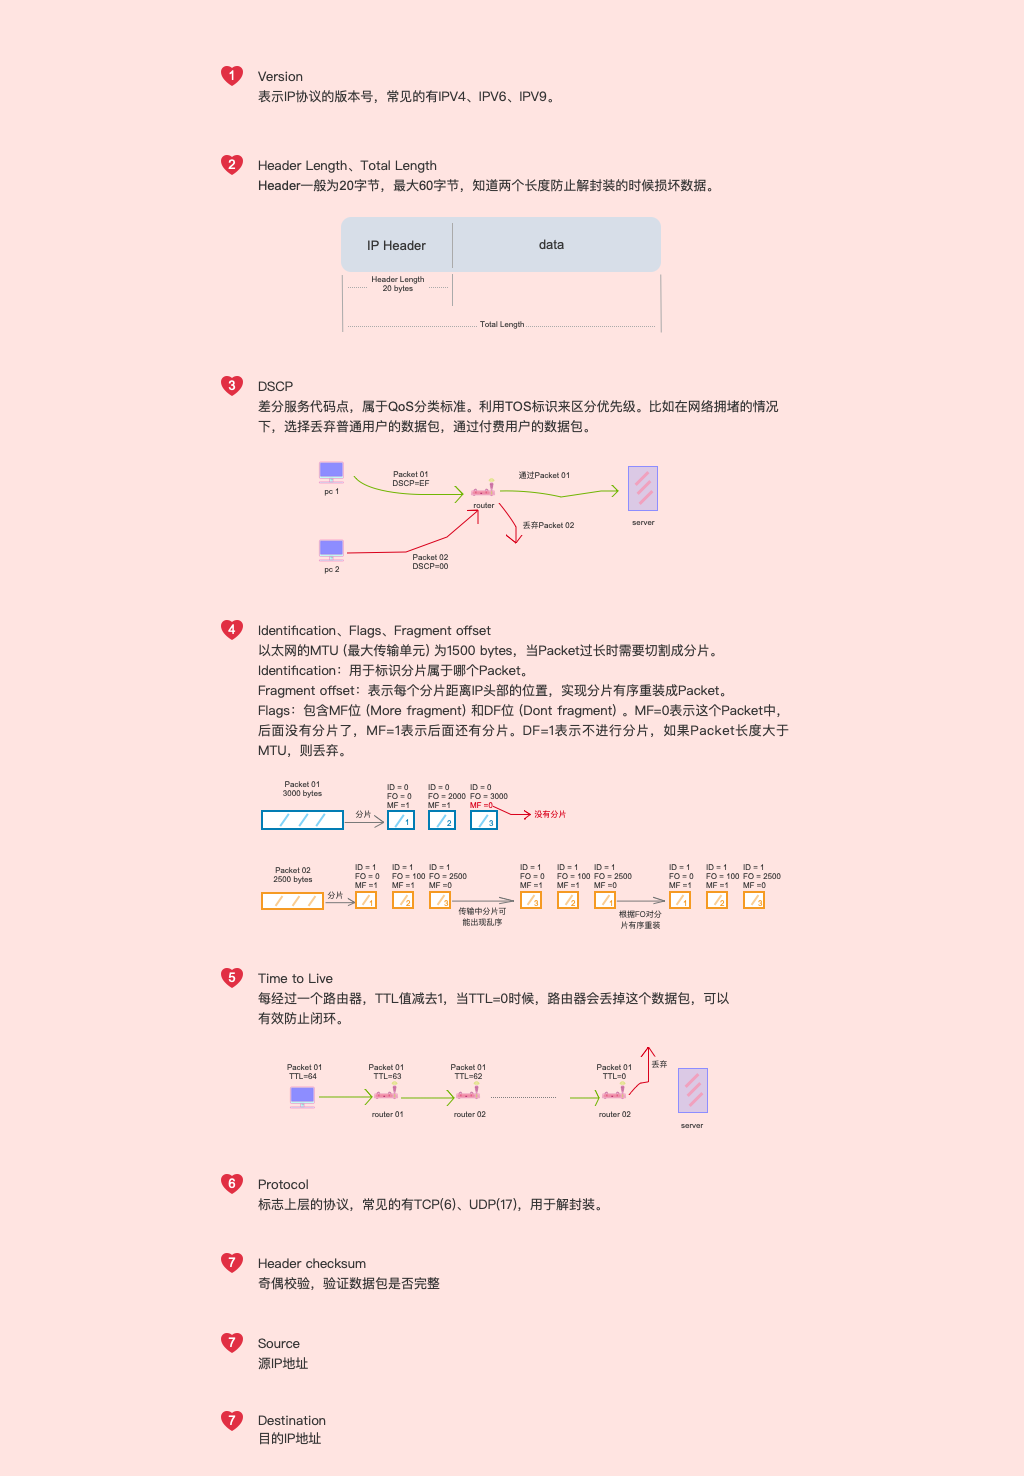 1 Version
表示IP协议的版本号，常见的有IPV4、IPV6、IPV9。
2 Header Length、Total Length
Header一般为20字节，最大60字节，知道两个长度防止解封装的时候损坏数据。
IP Header data
Header Length
20 bytes
Total Length
3 DSCP
差分服务代码点，属于QoS分类标准。利用TOS标识来区分优先级。比如在网络拥堵的情况
下，选择丢弃普通用户的数据包，通过付费用户的数据包。
Packet 01
DSCP=EF
通过Packet 01
pc 1
router
server
丢弃Packet 02
Packet 02
DSCP=00
pc 2
4 Identification、Flags、Fragment offset
以太网的MTU（最大传输单元）为1500 bytes，当Packet过长时需要切割成分片。
Identification：用于标识分片属于哪个Packet。
Fragment offset：表示每个分片距离IP头部的位置，实现分片有序重装成Packet。
Flags：包含MF位（More fragment）和DF位（Dont fragment）。MF=0表示这个Packet中，
后面没有分片了，MF=1表示后面还有分片。DF=1表示不进行分片，如果Packet长度大于
MTU，则丢弃。
Packet 01
3000 bytes
分片
ID = 0 ID = 0 ID = 0
FO = 0 FO = 2000 FO = 3000
MF =1 MF =1 MF =0
没有分片
1 2 3
Packet 02
2500 bytes
分片
ID = 1 ID = 1 ID = 1 ID = 1 ID = 1 ID = 1 ID = 1 ID = 1 ID = 1
FO = 0 FO = 100 FO = 2500 FO = 0 FO = 100 FO = 2500 FO = 0 FO = 100 FO = 2500
MF =1 MF =1 MF =0 MF =1 MF =1 MF =0 MF =1 MF =1 MF =0
1 2 3 3 2 1 1 2 3
传输中分片可
能出现乱序
根据FO对分
片有序重装
5 Time to Live
每经过一个路由器，TTL值减去1，当TTL=0时候，路由器会丢掉这个数据包，可以
有效防止闭环。
Packet 01 Packet 01 Packet 01 Packet 01
TTL=64 TTL=63 TTL=62 TTL=0
丢弃
router 01 router 02 router 02
server
6 Protocol
标志上层的协议，常见的有TCP(6)、UDP(17)，用于解封装。
7 Header checksum
奇偶校验，验证数据包是否完整
7 Source
源IP地址
7 Destination
目的IP地址